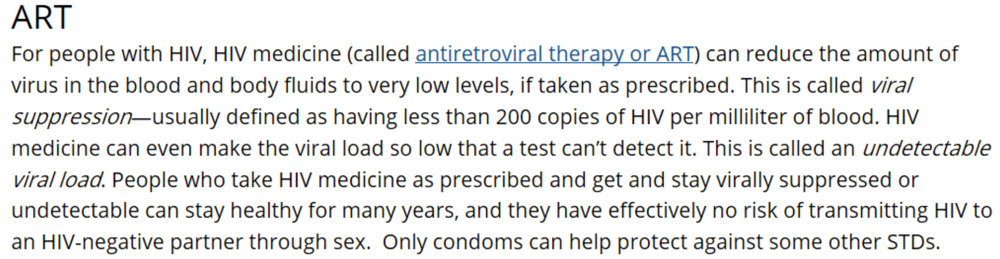 ART
For people with HIV, HIV medicine (called antiretroviral therapy or ART) can reduce the amount of
virus in the blood and body fluids to very low levels, if taken as prescribed. This is called viral
suppression—usually defined as having less than 200 copies of HIV per milliliter of blood. HIV
medicine can even make the viral load so low that a test can’t detect it. This is called an undetectable
viral load. People who take HIV medicine as prescribed and get and stay virally suppressed or
undetectable can stay healthy for many years, and they have effectively no risk of transmitting HIV to
an HIV-negative partner through sex.  Only condoms can help protect against some other STDs.